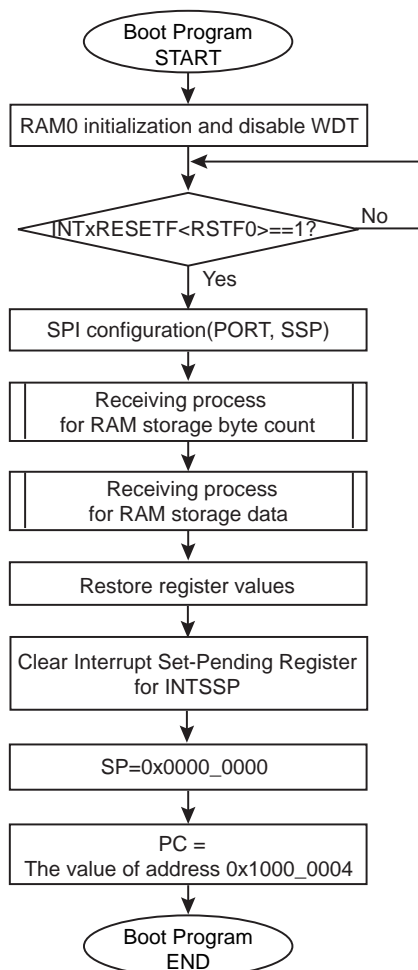 Boot Program
START
RAM0 initialization and disable WDT
INTxRESETF<RSTF0>==1?
No
Yes
SPI configuration(PORT, SSP)
Receiving process
for RAM storage byte count
Receiving process
for RAM storage data
Restore register values
Clear Interrupt Set-Pending Register
for INTSSP
SP=0x0000_0000
PC =
The value of address 0x1000_0004
Boot Program
END